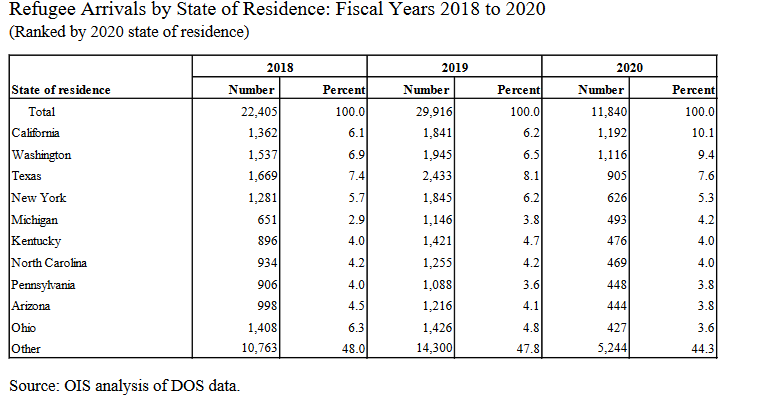 Refugee Arrivals by State of Residence: Fiscal Years 2018 to 2020
(Ranked by 2020 state of residence)
2018 2019 2020
State of residence Number Percent Number Percent Number Percent
Total 22,405 100.0 29,916 100.0 11,840 100.0
California 1,362 6.1 1,841 6.2 1,192 10.1
Washington 1,537 6.9 1,945 6.5 1,116 9.4
Texas 1,669 7.4 2,433 8.1 905 7.6
New York 1,281 5.7 1,845 6.2 626 5.3
Michigan 651 2.9 1,146 3.8 493 4.2
Kentucky 896 4.0 1,421 4.7 476 4.0
North Carolina 934 4.2 1,255 4.2 469 4.0
Pennsylvania 906 4.0 1,088 3.6 448 3.8
Arizona 998 4.5 1,216 4.1 444 3.8
Ohio 1,408 6.3 1,426 4.8 427 3.6
Other 10,763 48.0 14,300 47.8 5,244 44.3
Source: OIS analysis of DOS data.